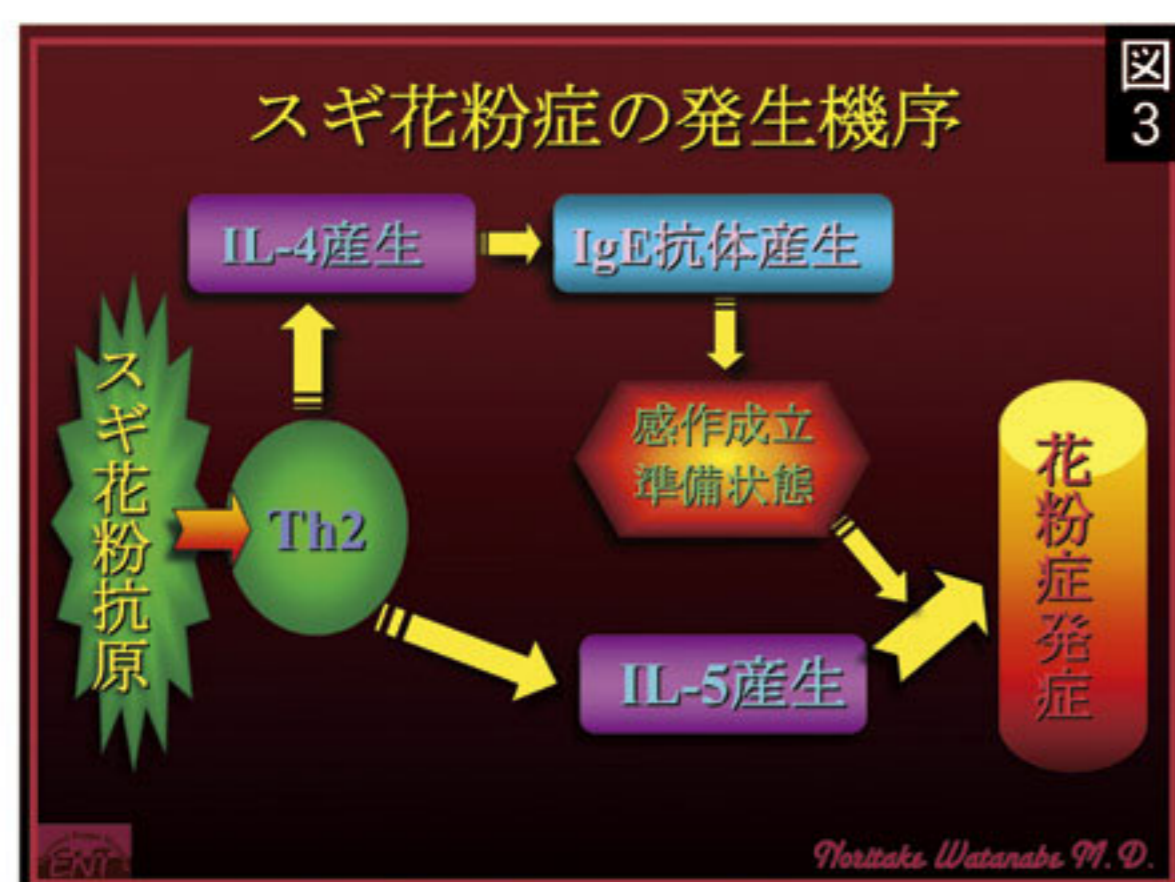 図
3
スギ花粉症の発生機序
IL-4産生
IgE抗体産生
スギ花粉抗原
Th2
感作成立
準備状態
IL-5産生
花粉症発症
ENT
Noritake Watanabe M. D.